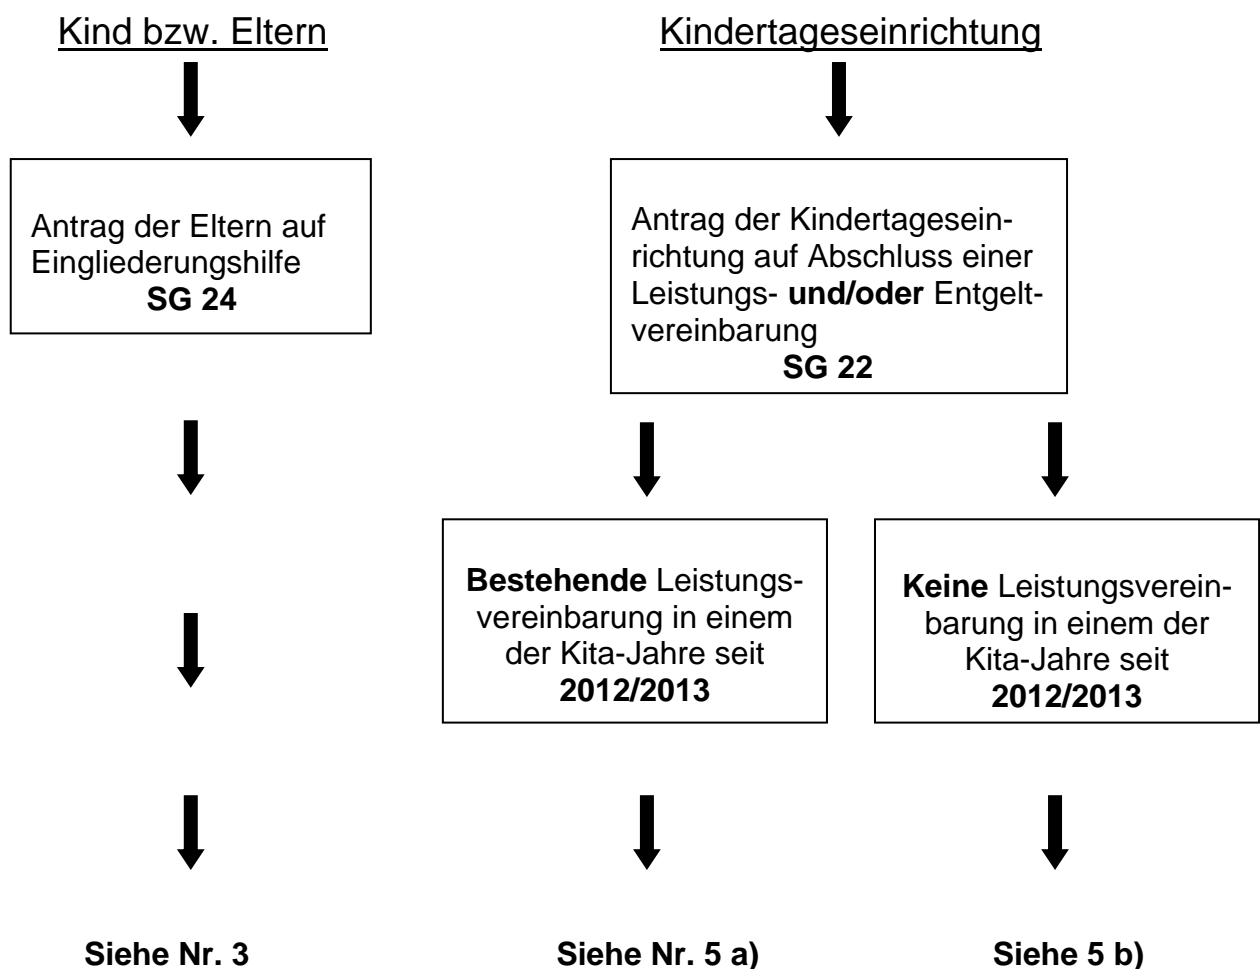 Kind bzw. Eltern
Kindertageseinrichtung
Antrag der Eltern auf
Eingliederungshilfe
SG 24
Antrag der Kindertagesein-
richtung auf Abschluss einer
Leistungs- und/oder Entgelt-
vereinbarung
SG 22
Bestehende Leistungs-
vereinbarung in einem
der Kita-Jahre seit
2012/2013
Keine Leistungsverein-
barung in einem der
Kita-Jahre seit
2012/2013
Siehe Nr. 3
Siehe Nr. 5 a)
Siehe 5 b)